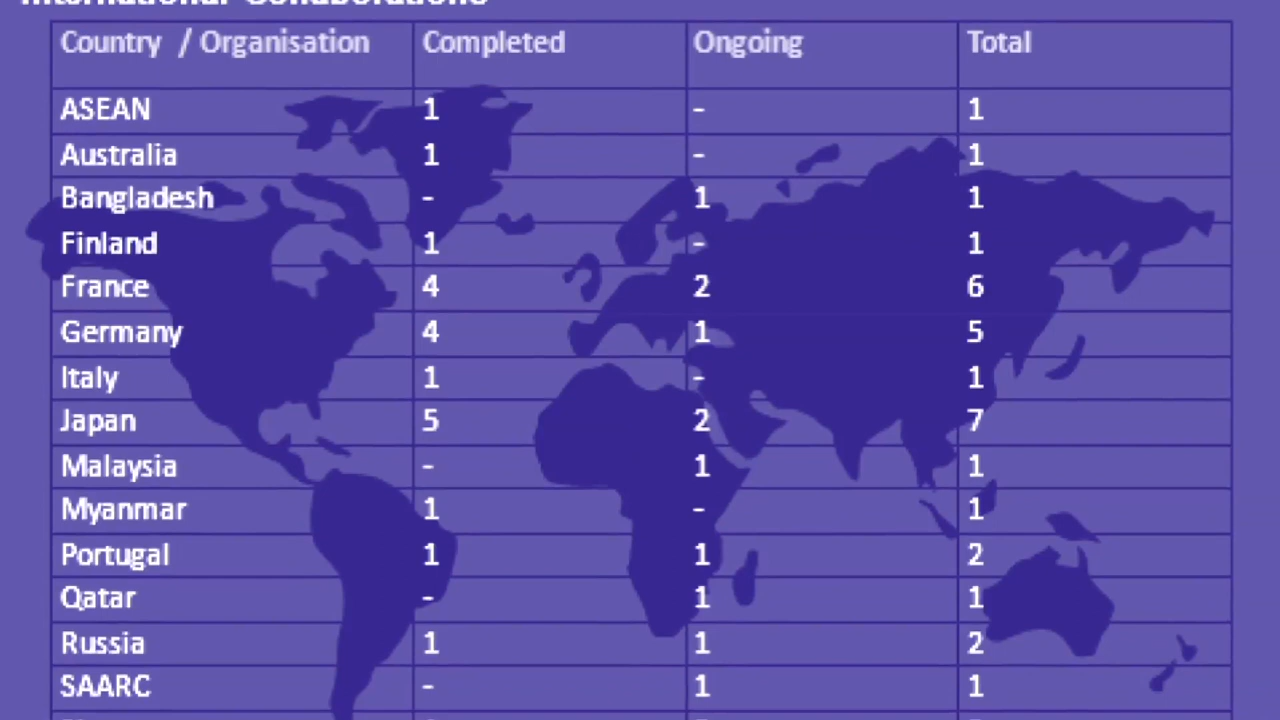 International Collaborations
Country / Organisation Completed Ongoing Total
ASEAN 1 - 1
Australia 1 - 1
Bangladesh - 1 1
Finland 1 - 1
France 4 2 6
Germany 4 1 5
Italy 1 - 1
Japan 5 2 7
Malaysia - 1 1
Myanmar 1 - 1
Portugal 1 1 2
Qatar - 1 1
Russia 1 1 2
SAARC - 1 1